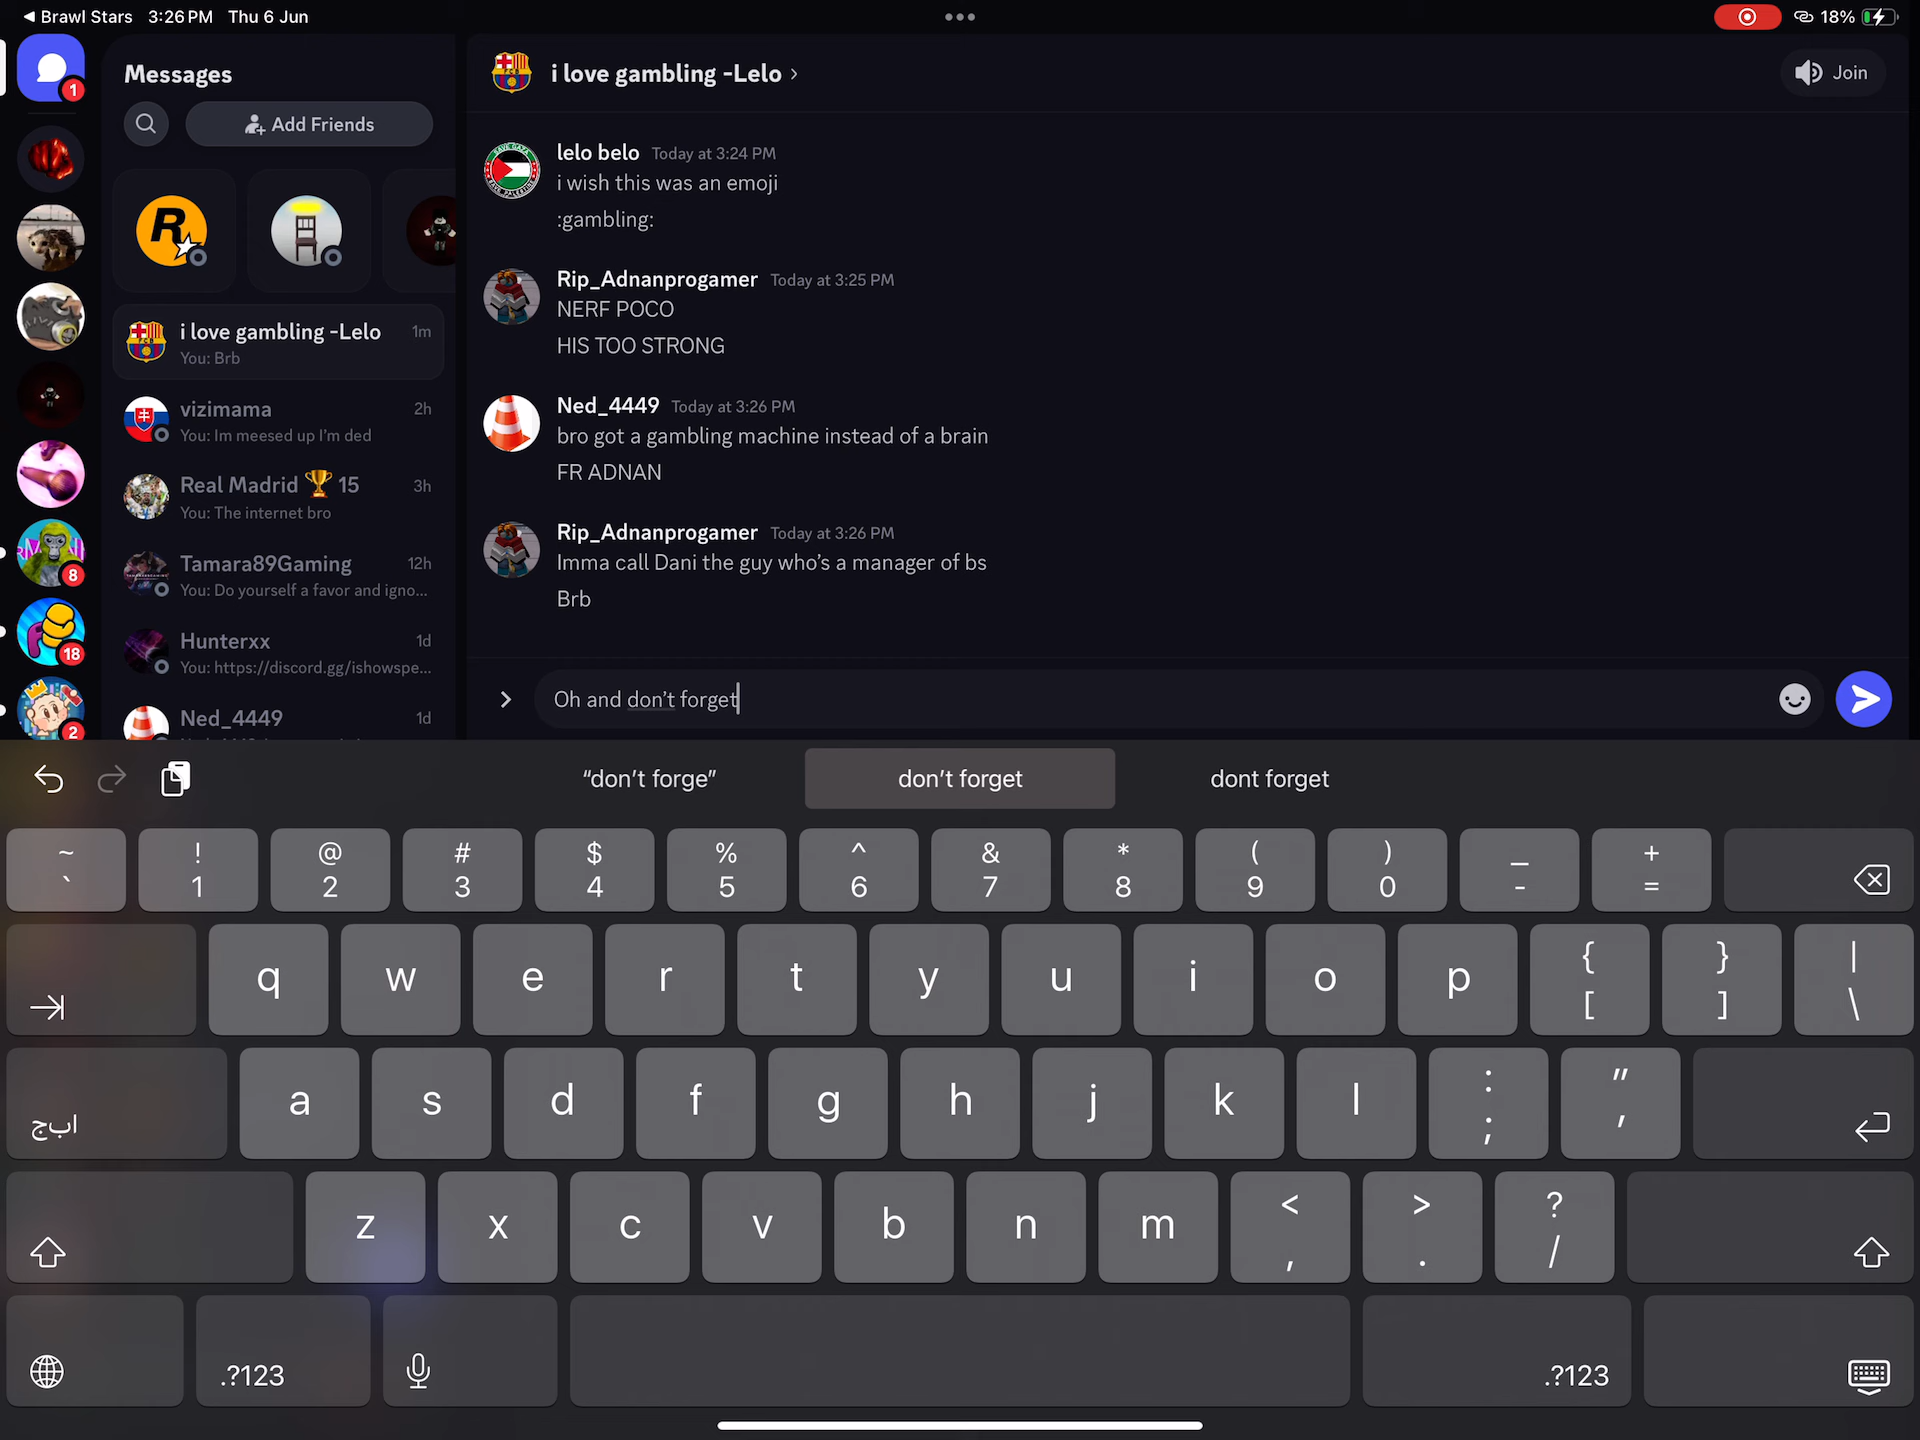 ◀ Brawl Stars 3:26 PM Thu 6 Jun
18%
Messages
Add Friends
1
i love gambling -Lelo 1m
You: Brb
vizimama 2h
You: Im meesed up I’m ded
Real Madrid 🏆 15 3h
You: The internet bro
Tamara89Gaming 12h
You: Do yourself a favor and igno...
Hunterxx 1d
You: https://discord.gg/ishowspe...
Ned_4449 1d
8
18
2
i love gambling -Lelo ›
Join
lelo belo Today at 3:24 PM
i wish this was an emoji
:gambling:
Rip_Adnanprogamer Today at 3:25 PM
NERF POCO
HIS TOO STRONG
Ned_4449 Today at 3:26 PM
bro got a gambling machine instead of a brain
FR ADNAN
Rip_Adnanprogamer Today at 3:26 PM
Imma call Dani the guy who’s a manager of bs
Brb
Oh and don’t forget
“don’t forge” don’t forget dont forget
~ ! @ # $ % ^ & * ( ) _ +
` 1 2 3 4 5 6 7 8 9 0 - =
q w e r t y u i o p { } |
[ ] \
ابج a s d f g h j k l : "
; '
z x c v b n m < > ?
, . /
.?123 .?123